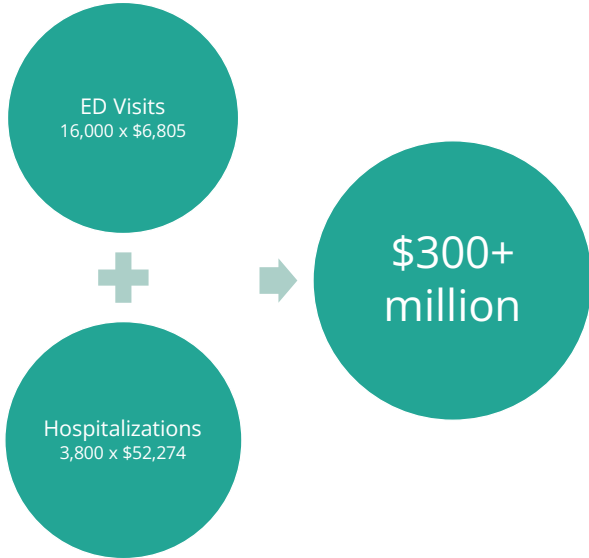 ED Visits
16,000 x $6,805
$300+
million
Hospitalizations
3,800 x $52,274